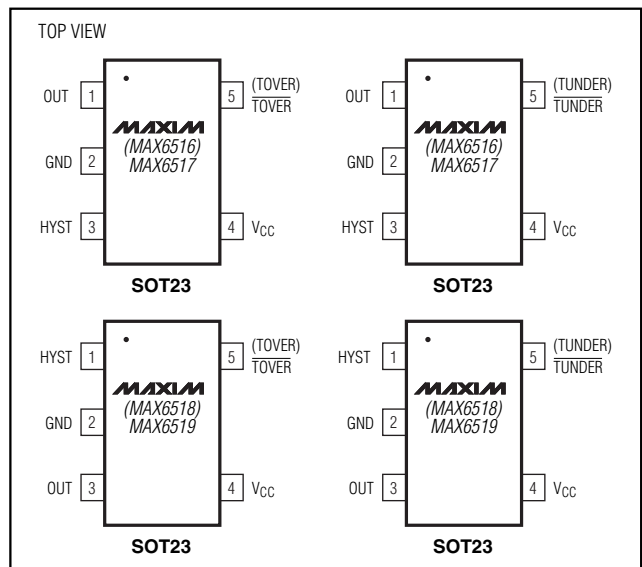 TOP VIEW
OUT 1
GND 2
HYST 3
MAXIM
(MAX6516)
MAX6517
5 (TOVER)
TOVER
4 VCC
SOT23
OUT 1
GND 2
HYST 3
MAXIM
(MAX6516)
MAX6517
5 (TUNDER)
TUNDER
4 VCC
SOT23
HYST 1
GND 2
OUT 3
MAXIM
(MAX6518)
MAX6519
5 (TOVER)
TOVER
4 VCC
SOT23
HYST 1
GND 2
OUT 3
MAXIM
(MAX6518)
MAX6519
5 (TUNDER)
TUNDER
4 VCC
SOT23